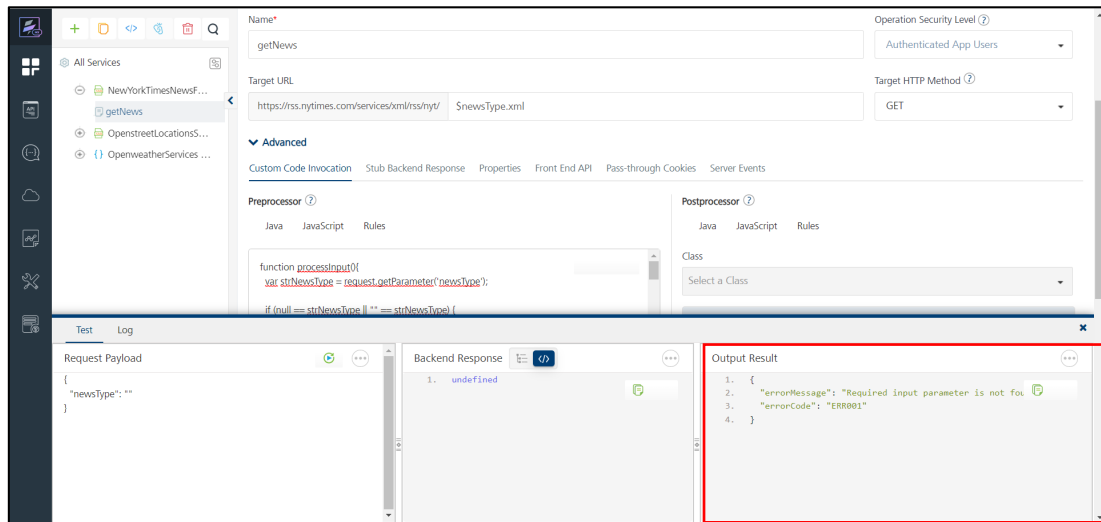 Name*
Operation Security Level ?
getNews
Authenticated App Users
All Services
NewYorkTimesNewsF...
getNews
OpenstreetLocationsS...
{ } OpenweatherServices ...
Target URL
Target HTTP Method ?
https://rss.nytimes.com/services/xml/rss/nyt/
$newsType.xml
GET
Advanced
Custom Code Invocation Stub Backend Response Properties Front End API Pass-through Cookies Server Events
Preprocessor ?
Postprocessor ?
Java JavaScript Rules
Java JavaScript Rules
Class
Select a Class
function processInput(){
var strNewsType = request.getParameter('newsType');
if (null == strNewsType || "" == strNewsType) {
Test Log
Request Payload
{
"newsType": ""
}
Backend Response </>
1. undefined
Output Result
1. {
2. "errorMessage": "Required input parameter is not fou
3. "errorCode": "ERR001"
4. }